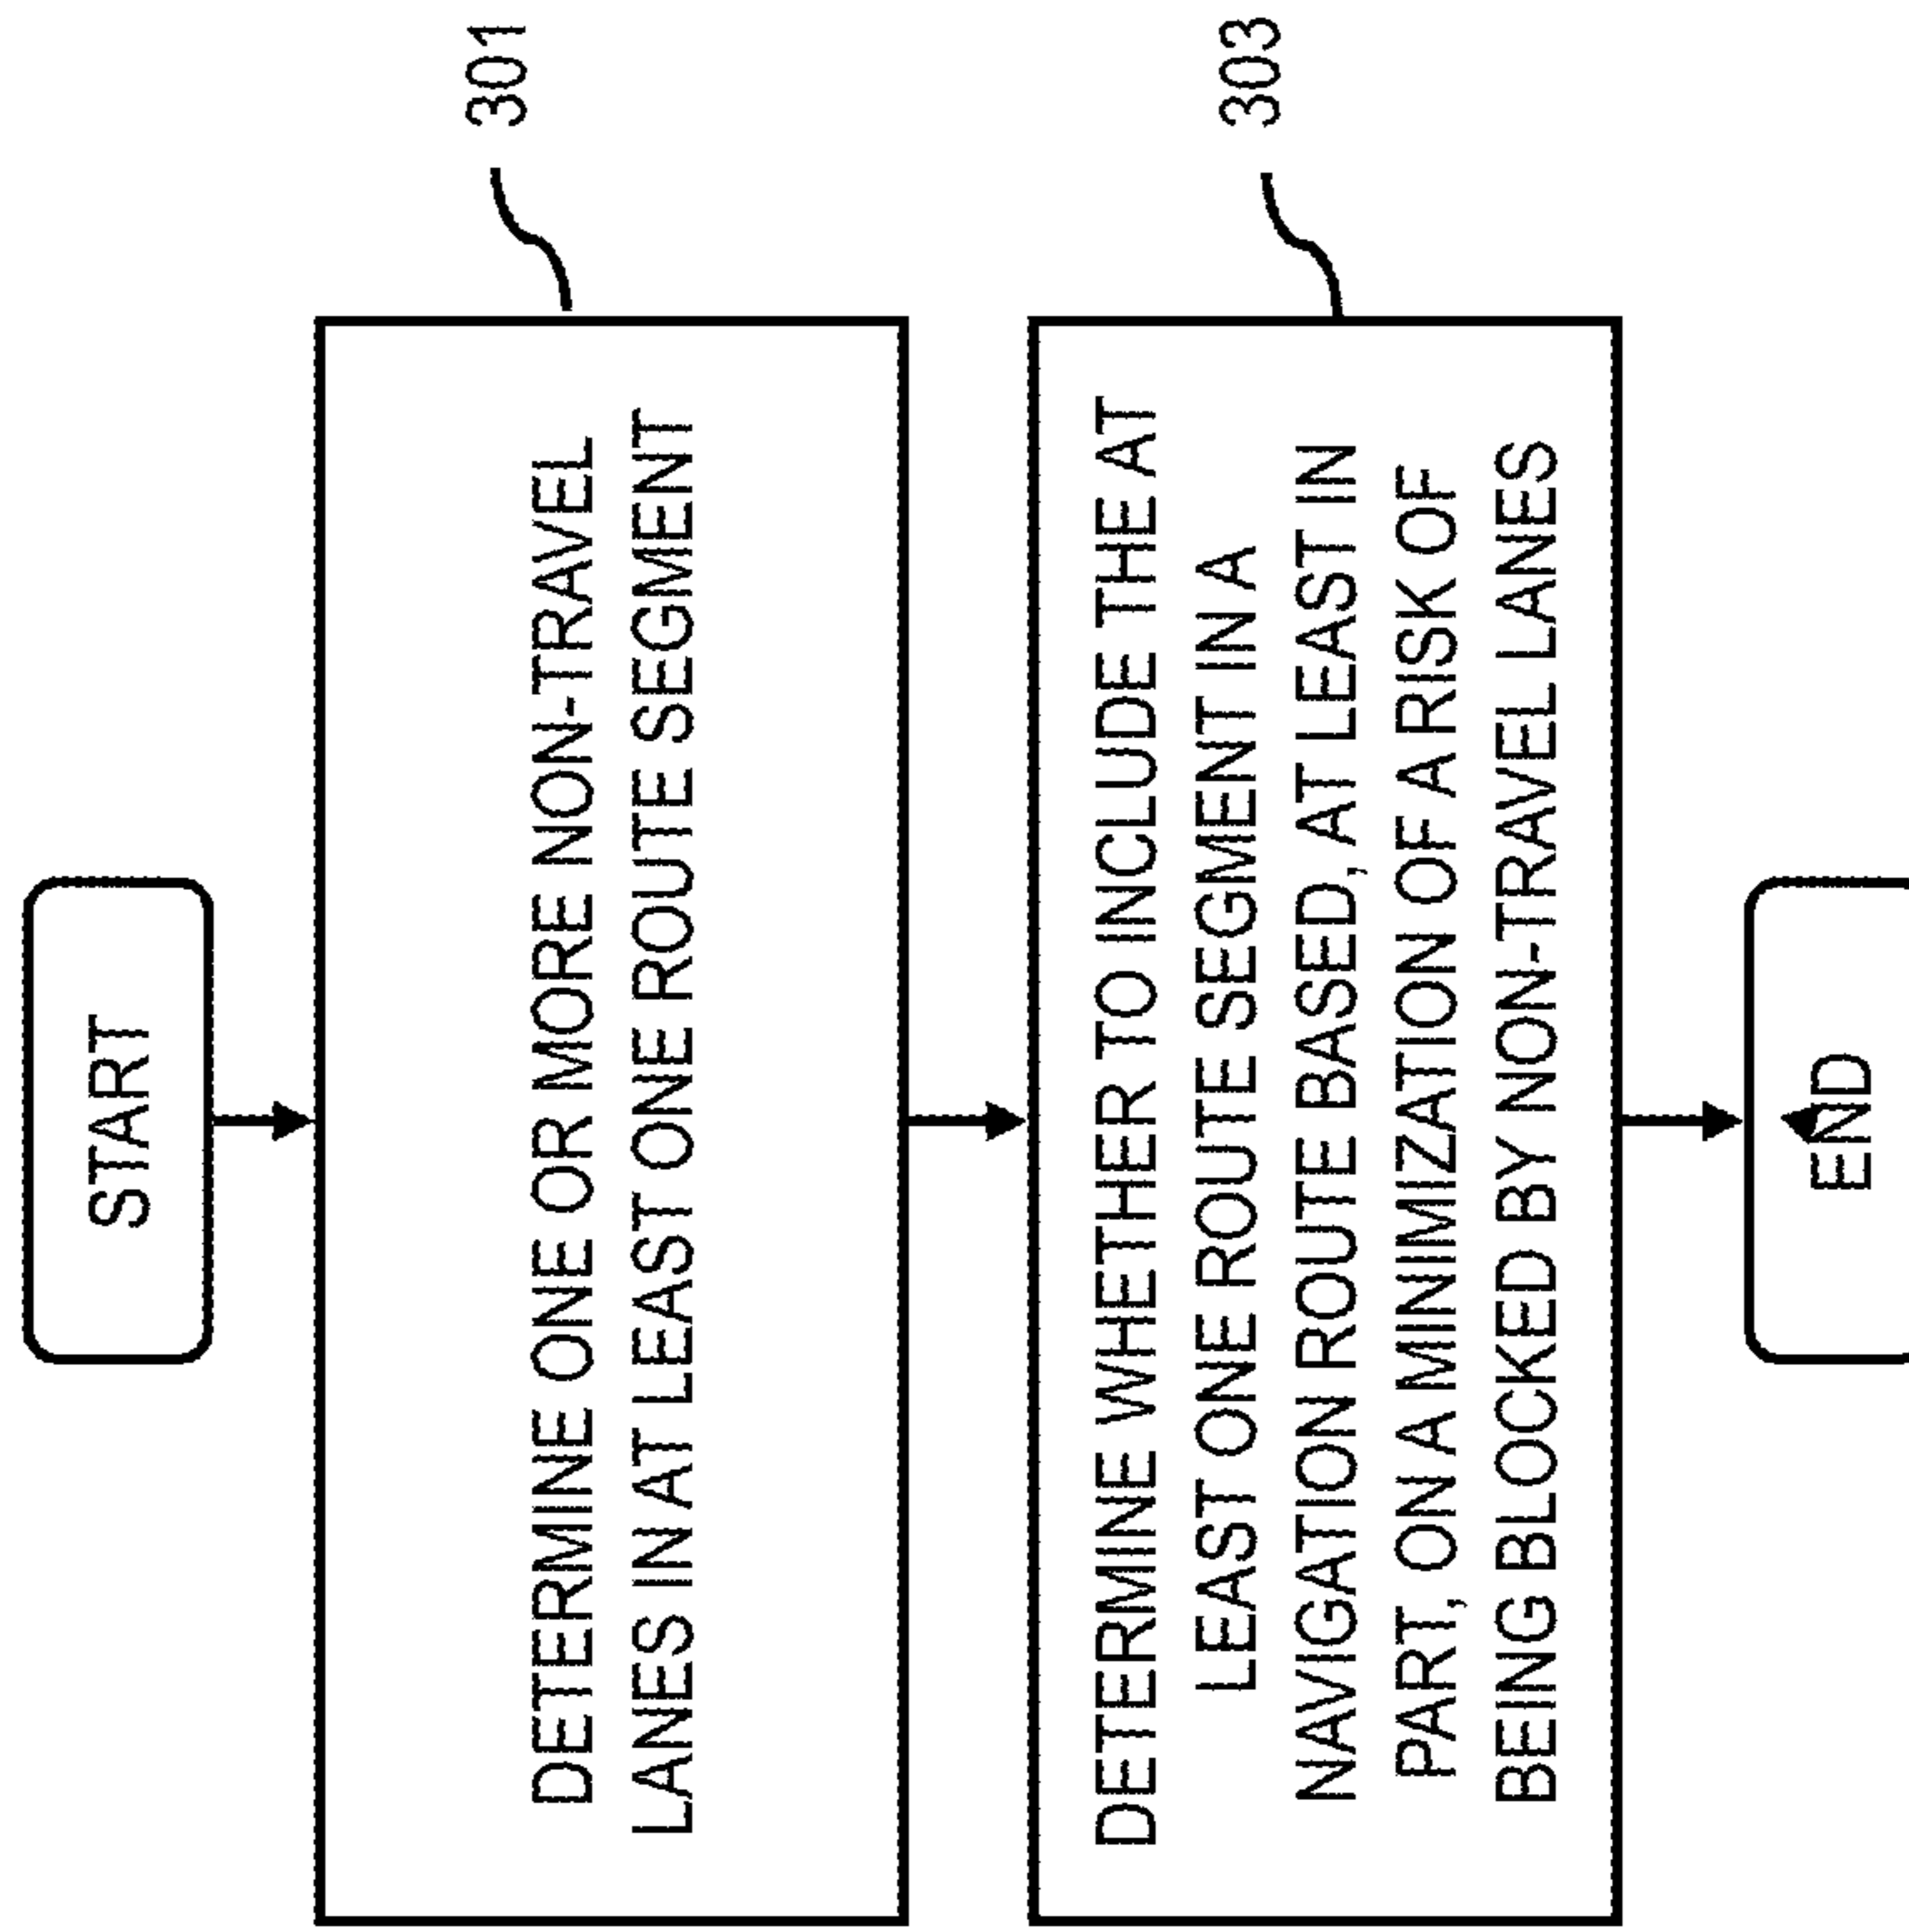 START
301
DETERMINE ONE OR MORE NON-TRAVEL
LANES IN AT LEAST ONE ROUTE SEGMENT
303
DETERMINE WHETHER TO INCLUDE THE AT
LEAST ONE ROUTE SEGMENT IN A
NAVIGATION ROUTE BASED, AT LEAST IN
PART, ON A MINIMIZATION OF A RISK OF
BEING BLOCKED BY NON-TRAVEL LANES
END